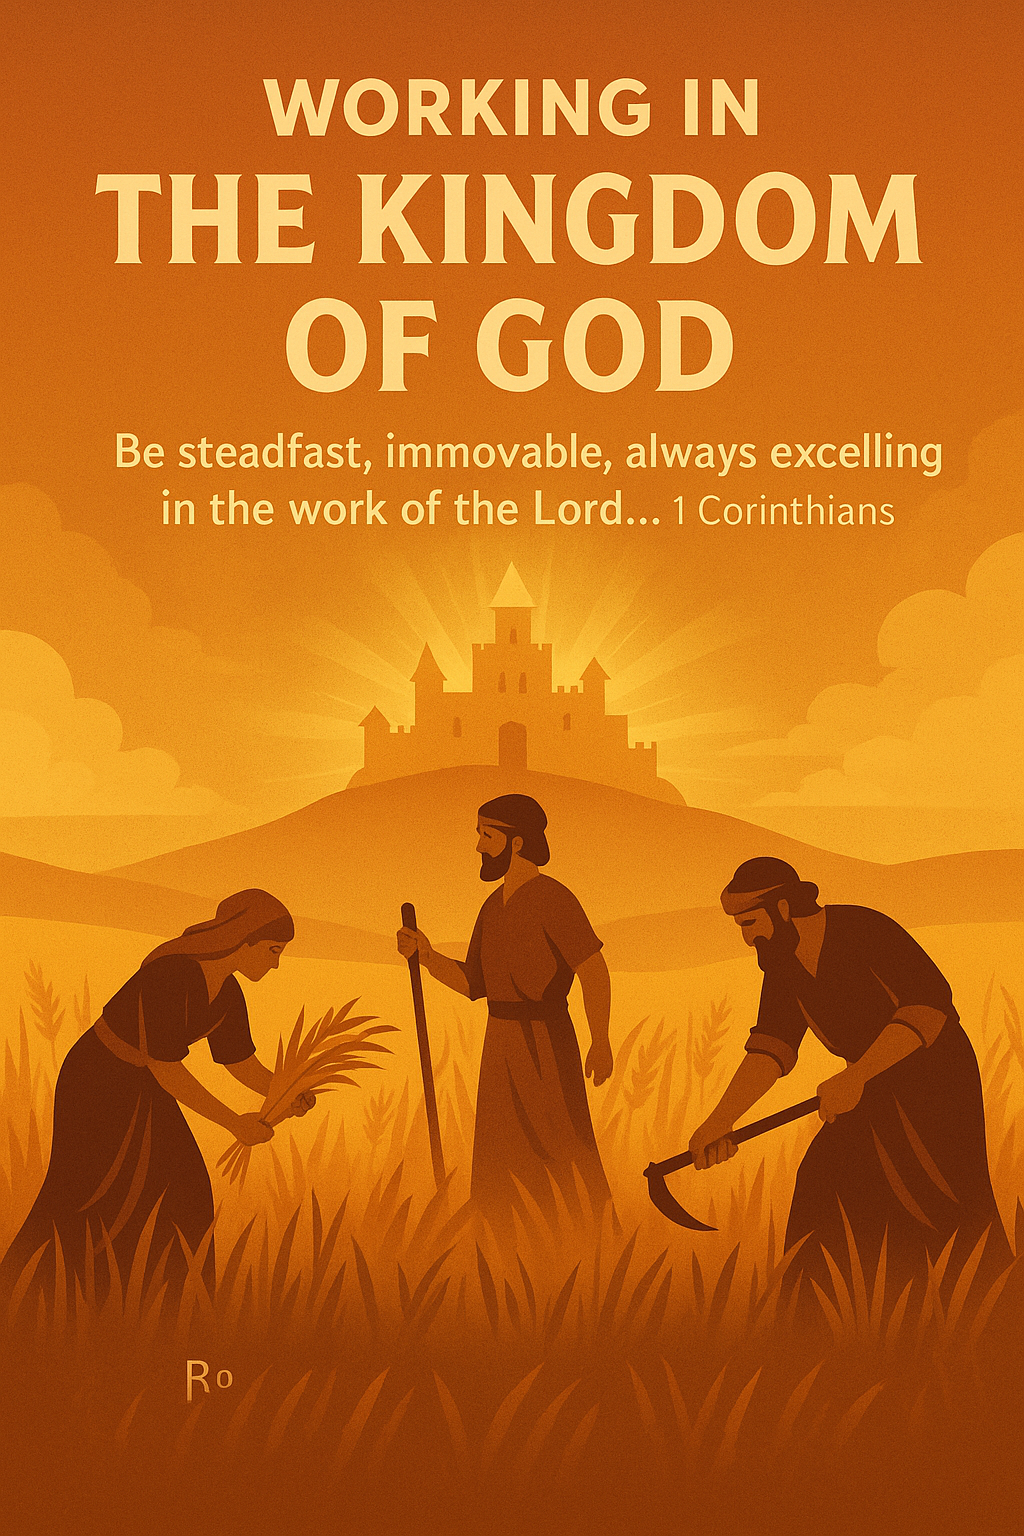 WORKING IN
THE KINGDOM
OF GOD
Be steadfast, immovable, always excelling
in the work of the Lord... 1 Corinthians
Ro